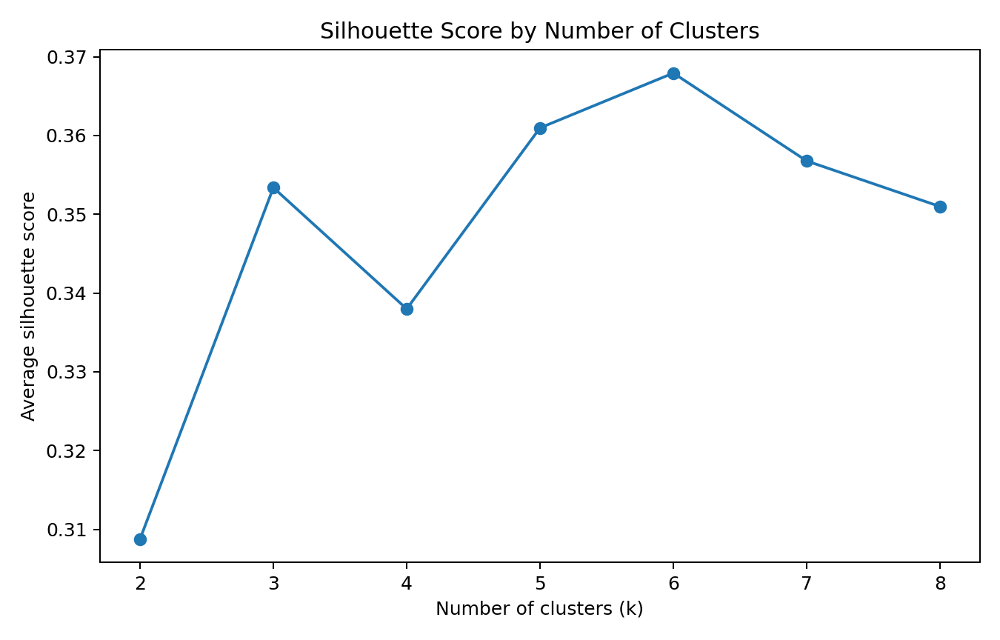 Silhouette Score by Number of Clusters
0.37
0.36
0.35
0.34
0.33
0.32
0.31
Average silhouette score
2 3 4 5 6 7 8
Number of clusters (k)